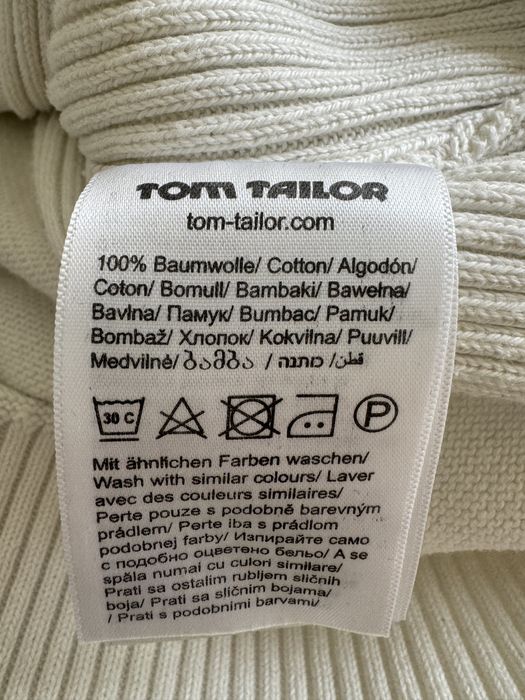 TOM TAILOR
tom-tailor.com
100% Baumwolle/ Cotton/ Algodón/
Coton/ Bomull/ Bambaki/ Bawełna/
Bavlna/ Памук/ Bumbac/ Pamuk/
Bombaž/ Хлопок/ Kokvilna/ Puuvill/
Medvilnė/ ბამბა / כותנה /قطن/
30 C
P
Mit ähnlichen Farben waschen/
Wash with similar colours/ Laver
avec des couleurs similaires/
Perte pouze s podobně barevným
prádlem/ Perte iba s prádlom
podobnej farby/ Изпирайте само
с подобно оцветено бельо/ A se
spăla numai cu culori similare/
Prati sa ostalim rubljem sličnih
boja/ Prati sa sličnim bojama/
/ Prati s podobnimi barvami/